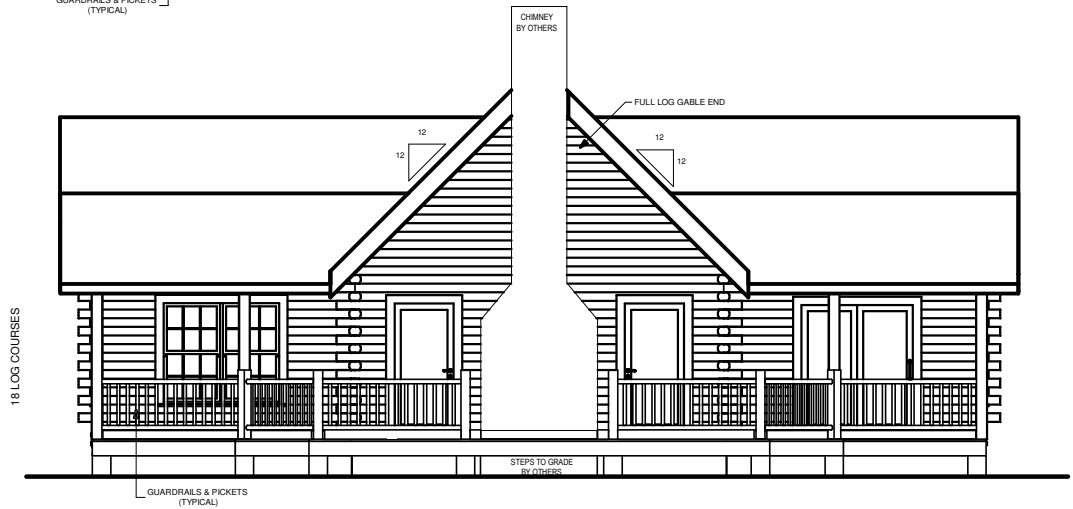 GUARDRAILS & PICKETS
(TYPICAL)
CHIMNEY
BY OTHERS
FULL LOG GABLE END
12
12
12
12
18 LOG COURSES
STEPS TO GRADE
BY OTHERS
GUARDRAILS & PICKETS
(TYPICAL)